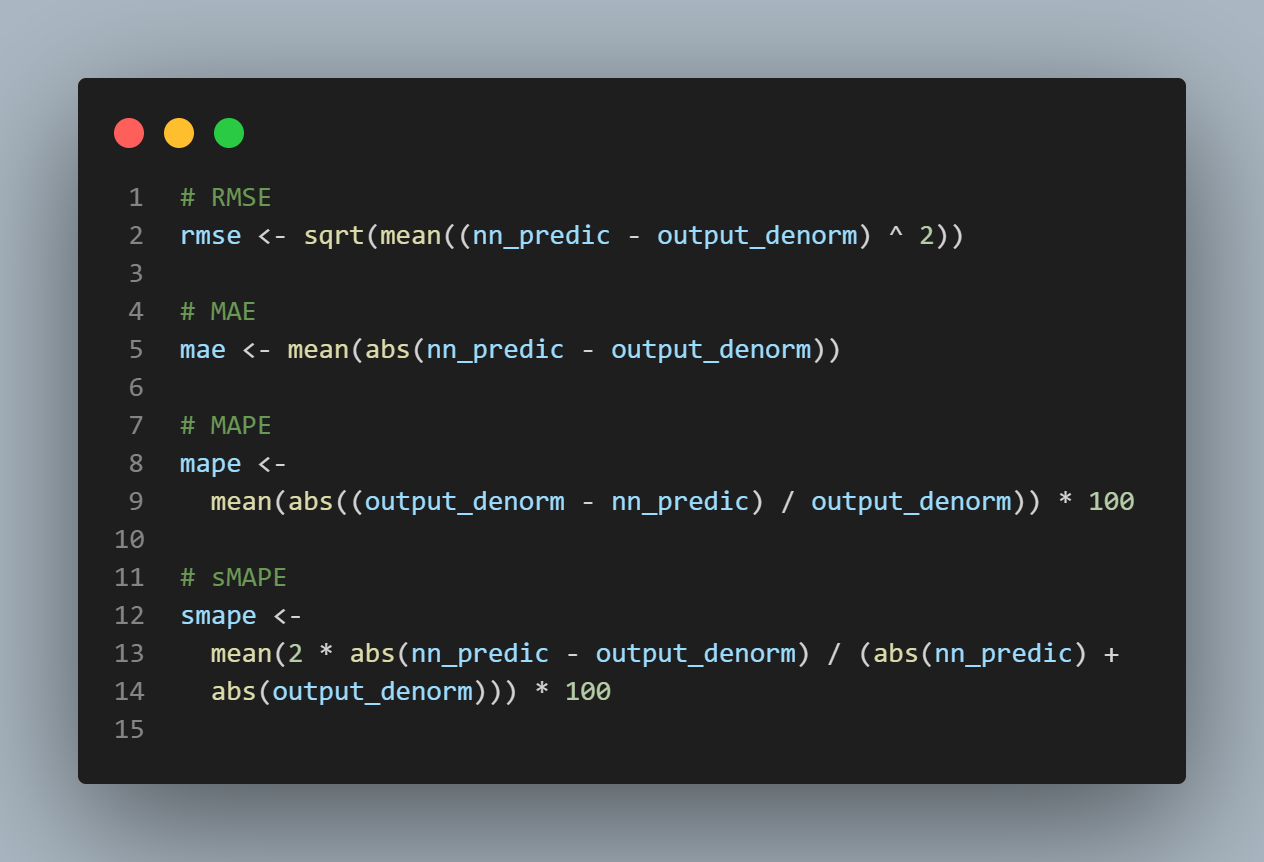 1 # RMSE
2 rmse <- sqrt(mean((nn_predic - output_denorm) ^ 2))
3
4 # MAE
5 mae <- mean(abs(nn_predic - output_denorm))
6
7 # MAPE
8 mape <-
9   mean(abs((output_denorm - nn_predic) / output_denorm)) * 100
10
11 # sMAPE
12 smape <-
13   mean(2 * abs(nn_predic - output_denorm) / (abs(nn_predic) +
14   abs(output_denorm))) * 100
15